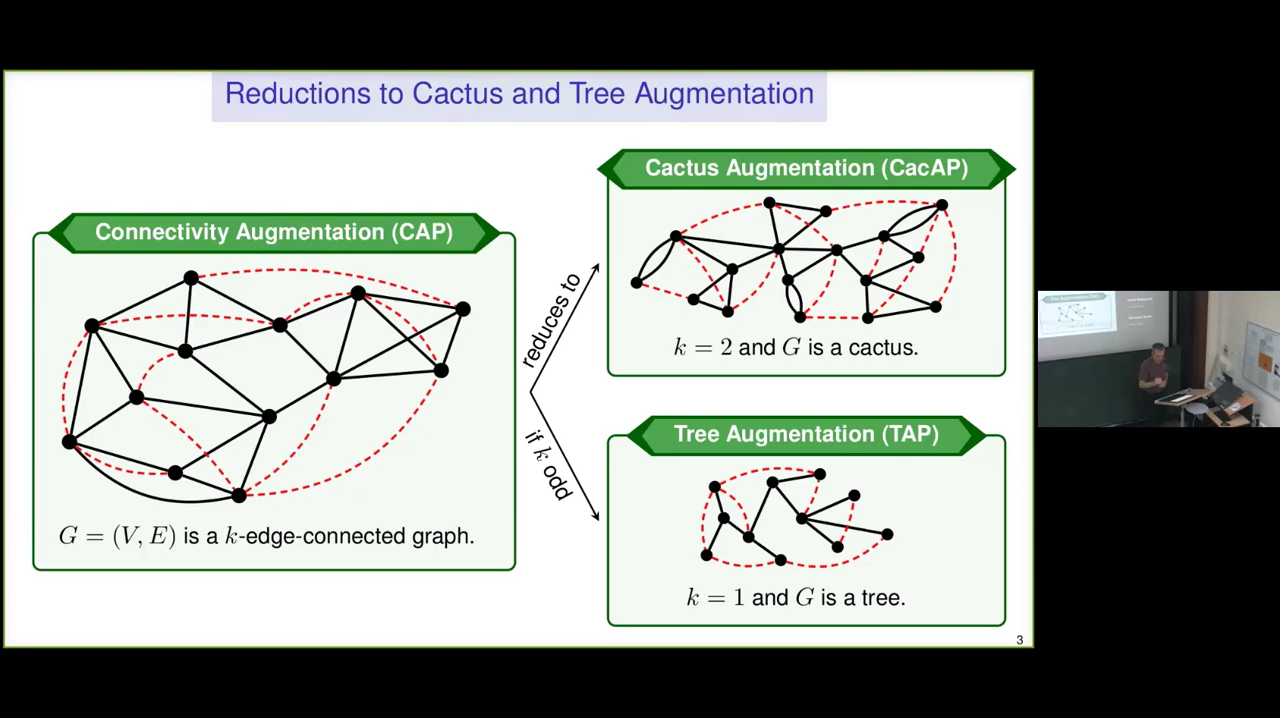 Reductions to Cactus and Tree Augmentation
Connectivity Augmentation (CAP)
G = (V, E) is a k-edge-connected graph.
reduces to
if k odd
Cactus Augmentation (CacAP)
k = 2 and G is a cactus.
Tree Augmentation (TAP)
k = 1 and G is a tree.
3